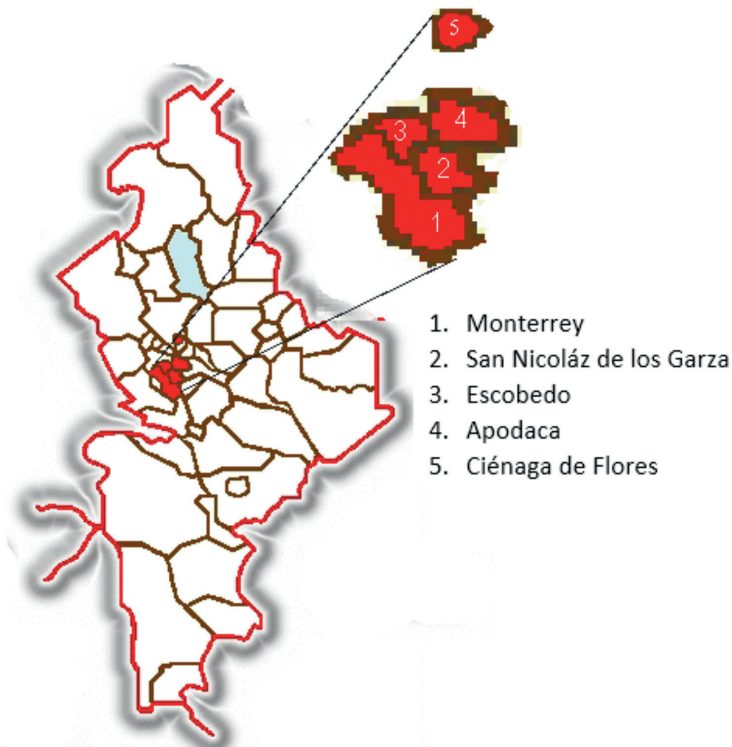 5
4
3
2
1
1. Monterrey
2. San Nicoláz de los Garza
3. Escobedo
4. Apodaca
5. Ciénaga de Flores